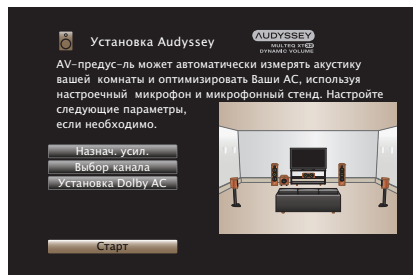 Установка Audyssey
AUDYSSEY
MULTEQ XT32
DYNAMIC VOLUME
AV-предус-ль может автоматически измерять акустику
вашей комнаты и оптимизировать Ваши АС, используя
настроечный микрофон и микрофонный стенд. Настройте
следующие параметры,
если необходимо.
Назнач. усил.
Выбор канала
Установка Dolby АС
Старт